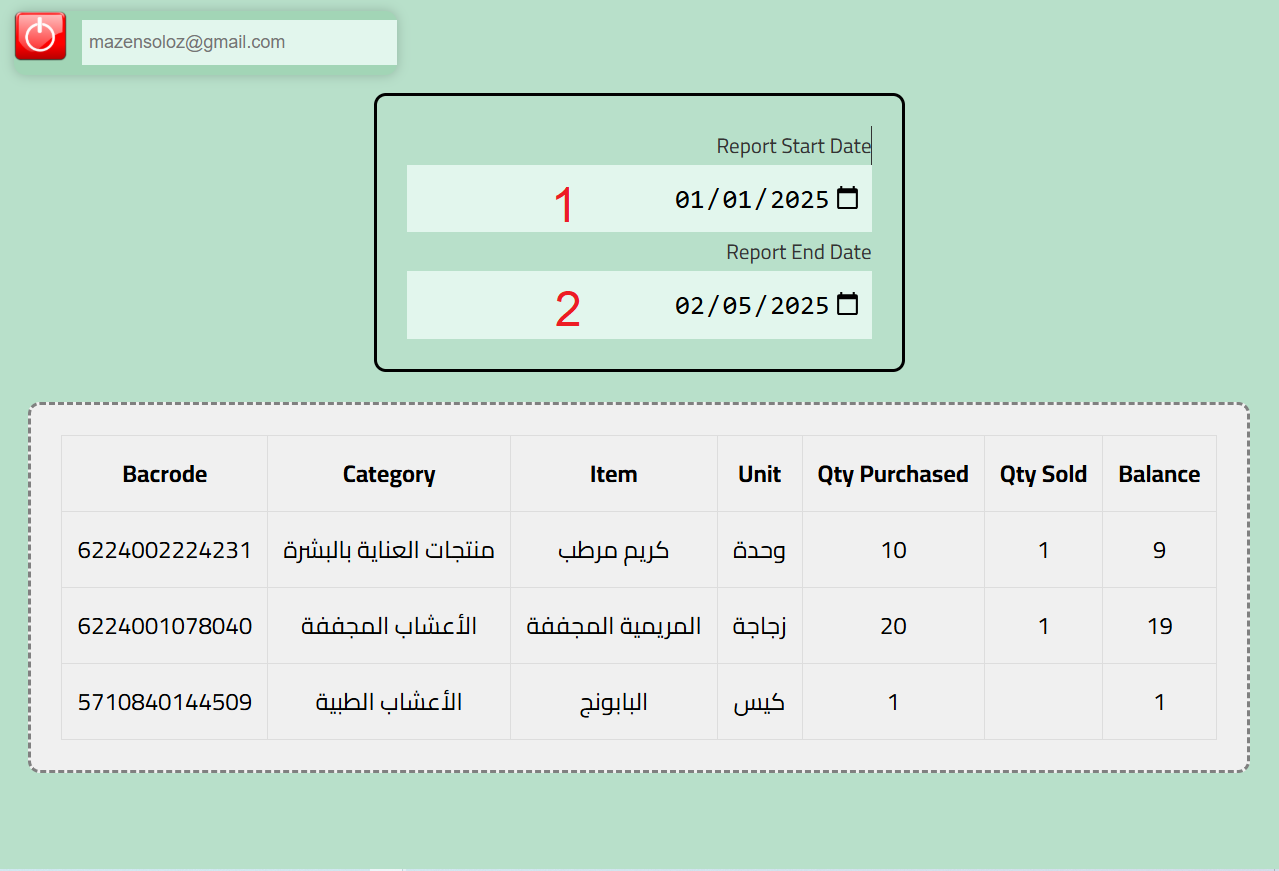 mazensoloz@gmail.com
Report Start Date
1 01/01/2025
Report End Date
2 02/05/2025
Bacrode Category Item Unit Qty Purchased Qty Sold Balance
6224002224231 منتجات العناية بالبشرة كريم مرطب وحدة 10 1 9
6224001078040 الأعشاب المجففة المريمية المجففة زجاجة 20 1 19
5710840144509 الأعشاب الطبية البابونج كيس 1 1